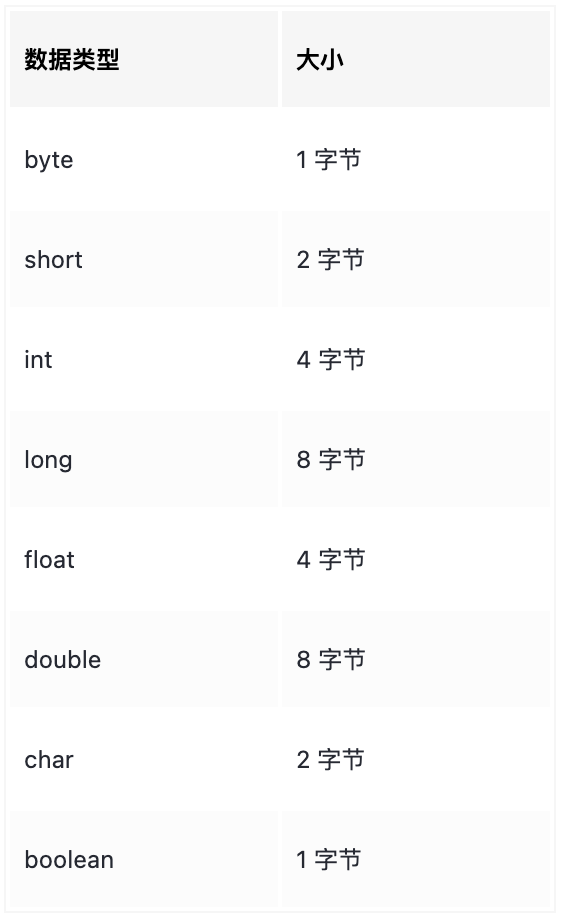 数据类型 大小
byte 1 字节
short 2 字节
int 4 字节
long 8 字节
float 4 字节
double 8 字节
char 2 字节
boolean 1 字节